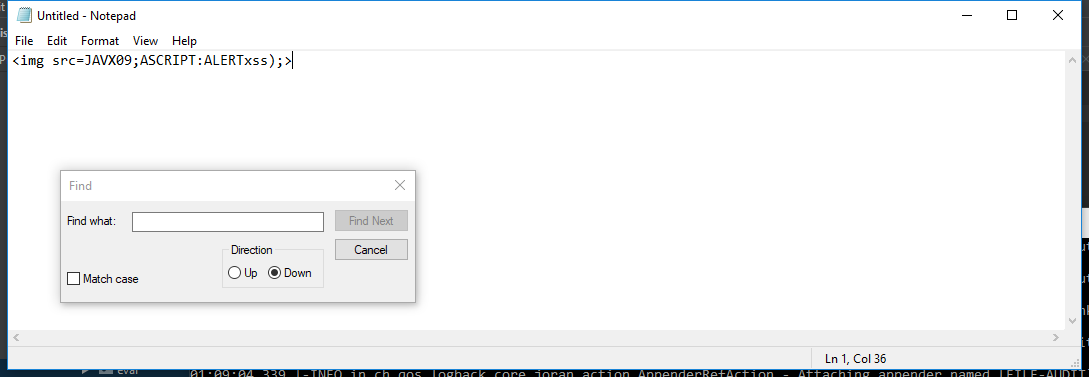 Untitled - Notepad
File Edit Format View Help
<img src=JAVX09;ASCRIPT:ALERTxss);>
Find
Find what:
Find Next
Direction
Cancel
Up Down
Match case
Ln 1, Col 36
eval
01:09:04,339 |-INFO in ch.qos.logback.core.joran.action.AppenderRefAction - Attaching appender named [FILE-AUDIT